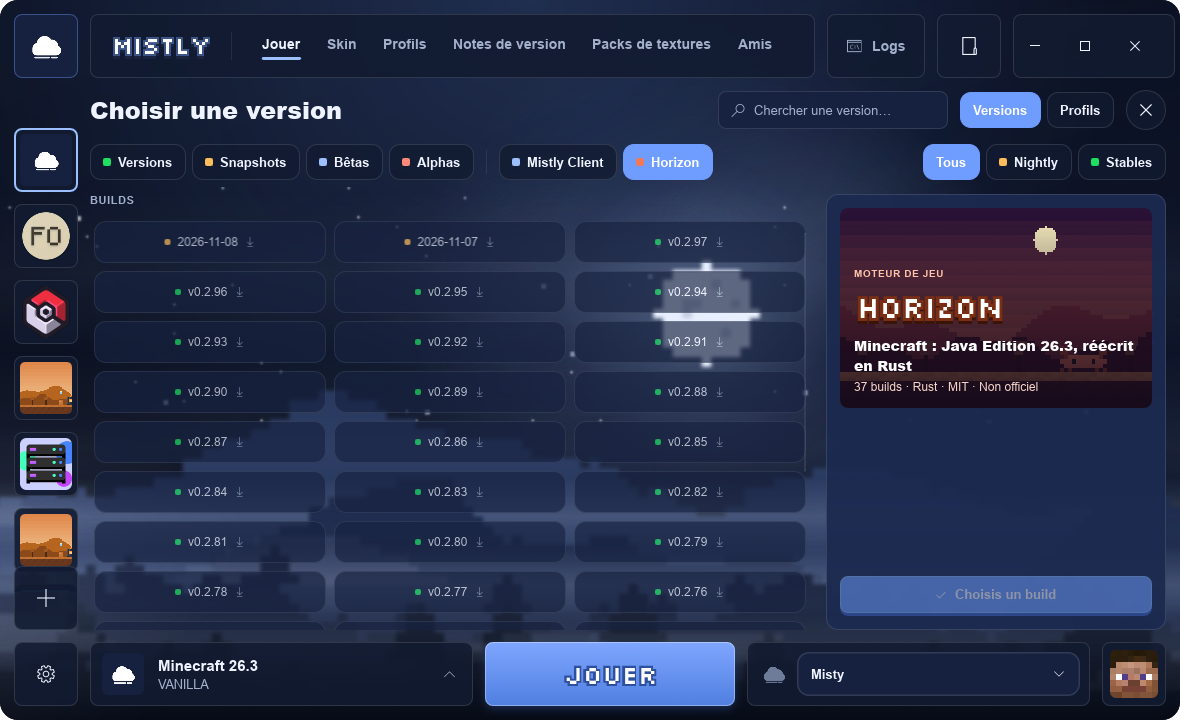 MISTLY
Jouer
Skin
Profils
Notes de version
Packs de textures
Amis
Logs
Choisir une version
Chercher une version…
Versions
Profils
Versions
Snapshots
Bêtas
Alphas
Mistly Client
Horizon
Tous
Nightly
Stables
FO
BUILDS
2026-11-08
2026-11-07
v0.2.97
v0.2.96
v0.2.95
v0.2.94
v0.2.93
v0.2.92
v0.2.91
v0.2.90
v0.2.89
v0.2.88
v0.2.87
v0.2.86
v0.2.85
v0.2.84
v0.2.83
v0.2.82
v0.2.81
v0.2.80
v0.2.79
v0.2.78
v0.2.77
v0.2.76
MOTEUR DE JEU
HORIZON
Minecraft : Java Edition 26.3, réécrit
en Rust
37 builds · Rust · MIT · Non officiel
Choisis un build
Minecraft 26.3
VANILLA
JOUER
Misty